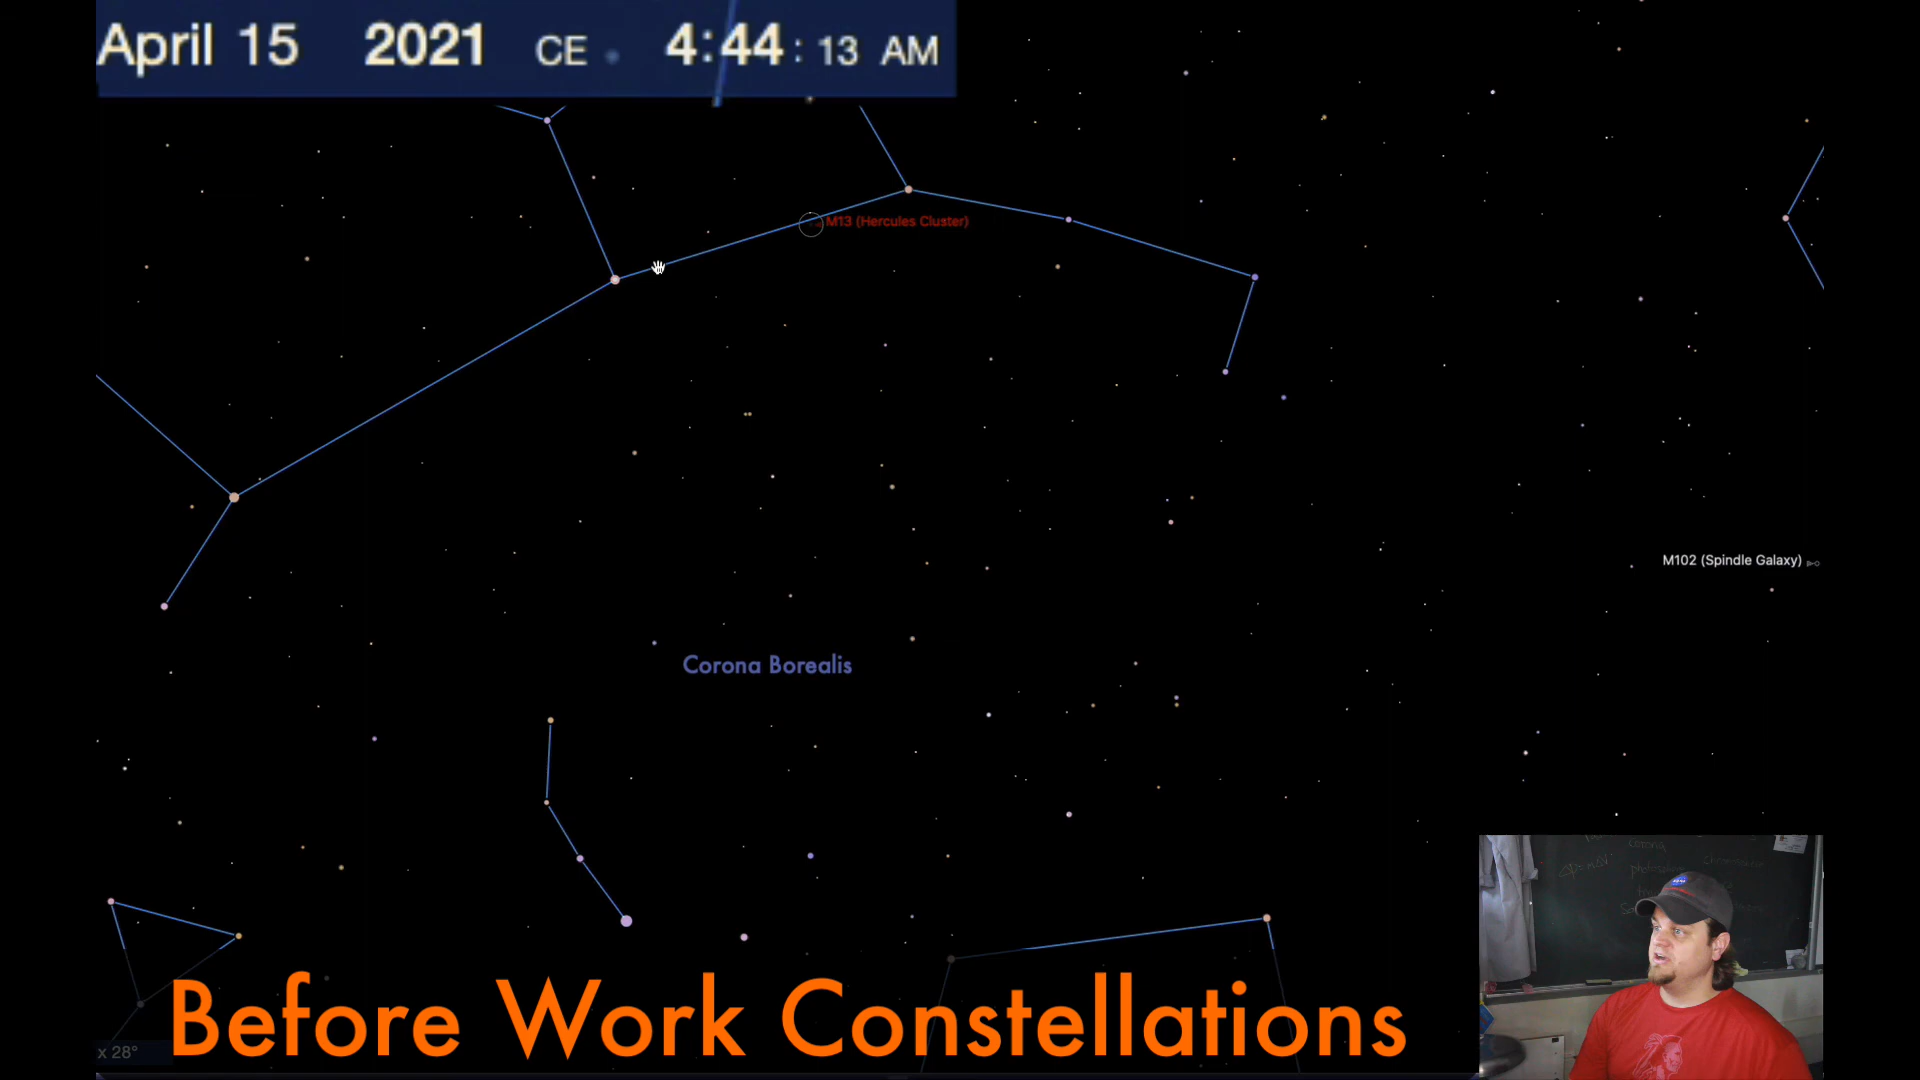 April 15 2021 CE 4:44:13 AM
M13 (Hercules Cluster)
M102 (Spindle Galaxy)
Corona Borealis
Before Work Constellations
x 28°
corona